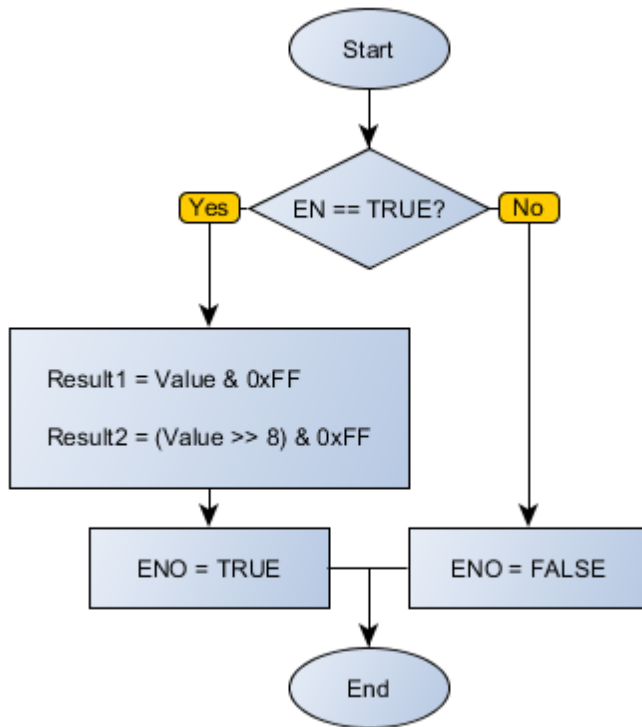 Start
EN == TRUE?
Yes
No
Result1 = Value & 0xFF
Result2 = (Value >> 8) & 0xFF
ENO = TRUE
ENO = FALSE
End